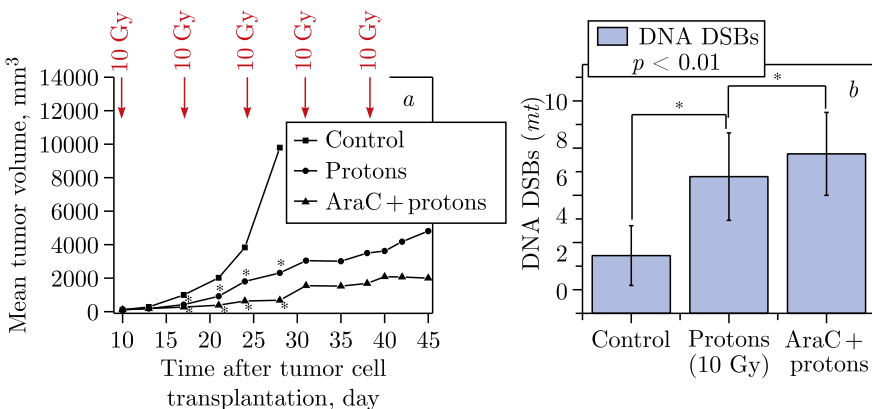 10 Gy 10 Gy 10 Gy 10 Gy 10 Gy
a
Mean tumor volume, mm³
14000
12000
10000
8000
6000
4000
2000
0
Control
Protons
AraC + protons
* * * *
* * * *
10 15 20 25 30 35 40 45
Time after tumor cell
transplantation, day
DNA DSBs
p < 0.01
b
DNA DSBs (mt)
10
8
6
4
2
0
* *
Control Protons (10 Gy) AraC + protons